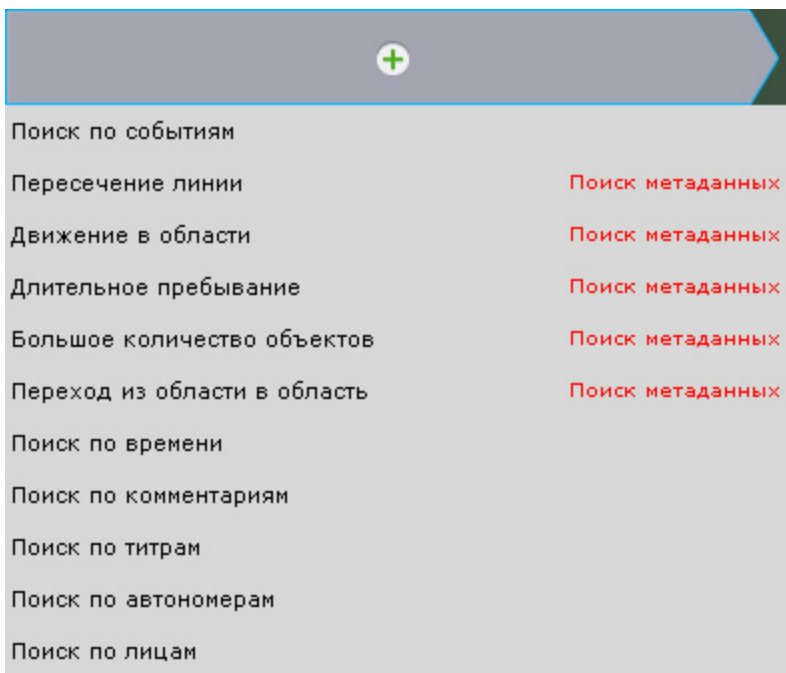 Поиск по событиям
Пересечение линии Поиск метаданных
Движение в области Поиск метаданных
Длительное пребывание Поиск метаданных
Большое количество объектов Поиск метаданных
Переход из области в область Поиск метаданных
Поиск по времени
Поиск по комментариям
Поиск по титрам
Поиск по автономерам
Поиск по лицам